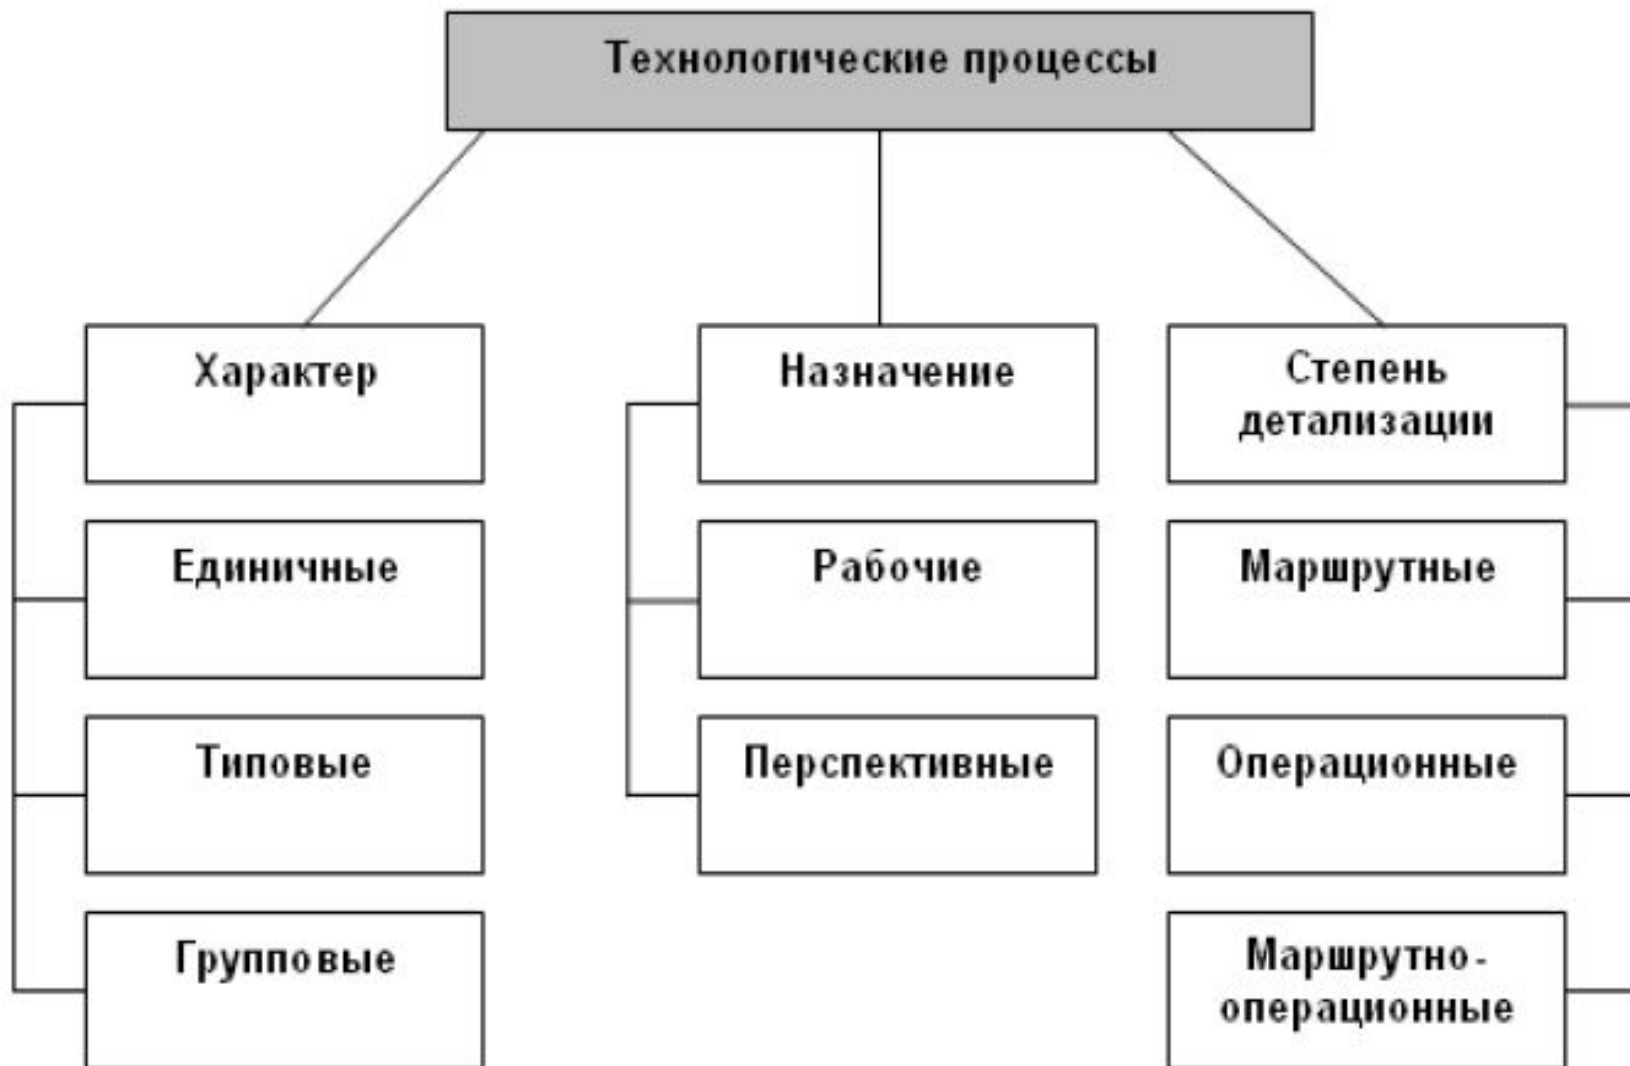 Технологические процессы
Характер
Единичные
Типовые
Групповые
Назначение
Рабочие
Перспективные
Степень
детализации
Маршрутные
Операционные
Маршрутно-
операционные